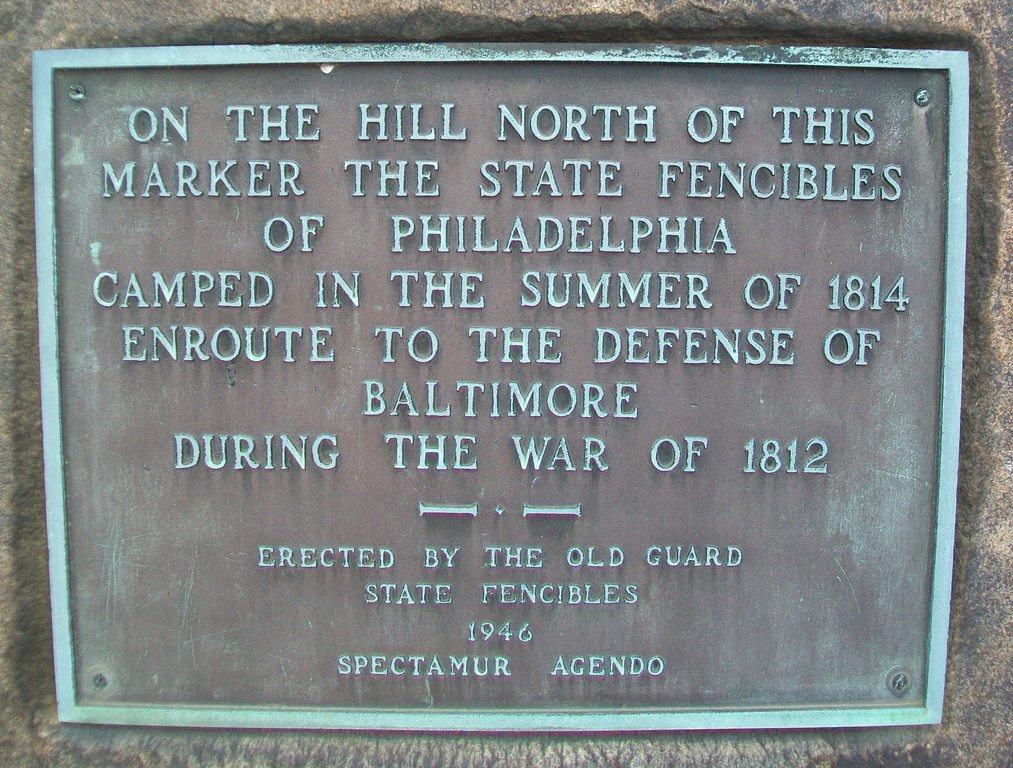 ON THE HILL NORTH OF THIS
MARKER THE STATE FENCIBLES
OF PHILADELPHIA
CAMPED IN THE SUMMER OF 1814
ENROUTE TO THE DEFENSE OF
BALTIMORE
DURING THE WAR OF 1812
ERECTED BY THE OLD GUARD
STATE FENCIBLES
1946
SPECTAMUR AGENDO